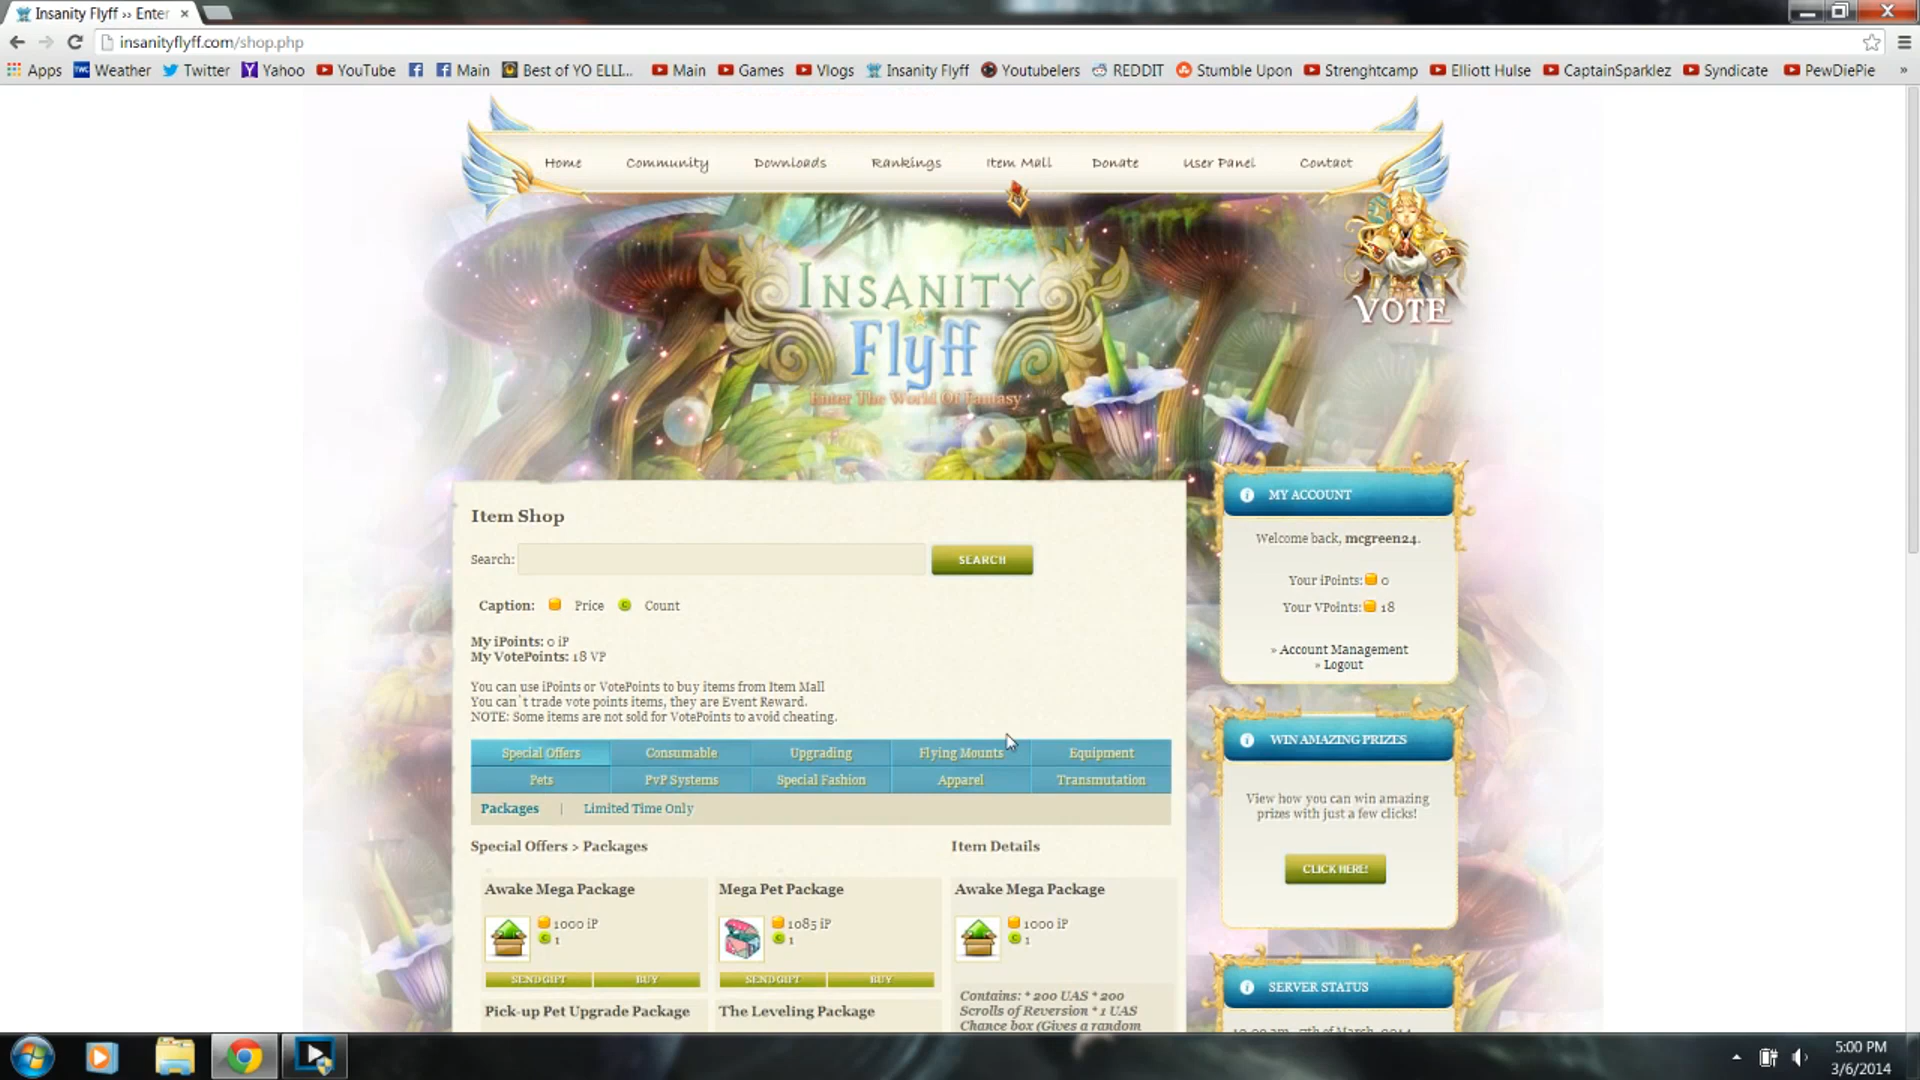 Insanity Flyff ›› Enter
insanityflyff.com/shop.php
Apps Weather Twitter Yahoo YouTube Main Best of YO ELLI... Main Games Vlogs Insanity Flyff Youtubelers REDDIT Stumble Upon Strenghtcamp Elliott Hulse CaptainSparklez Syndicate PewDiePie »
Home Community Downloads Rankings Item Mall Donate User Panel Contact
INSANITY
Flyff
Enter The World Of Fantasy
VOTE
Item Shop
Search: SEARCH
Caption: Price Count
My iPoints: 0 iP
My VotePoints: 18 VP
You can use iPoints or VotePoints to buy items from Item Mall
You can`t trade vote points items, they are Event Reward.
NOTE: Some items are not sold for VotePoints to avoid cheating.
Special Offers Consumable Upgrading Flying Mounts Equipment
Pets PvP Systems Special Fashion Apparel Transmutation
Packages | Limited Time Only
Special Offers > Packages
Awake Mega Package
1000 iP
1
SEND GIFT BUY
Mega Pet Package
1085 iP
1
SEND GIFT BUY
Pick-up Pet Upgrade Package
The Leveling Package
Item Details
Awake Mega Package
1000 iP
1
Contains: * 200 UAS * 200
Scrolls of Reversion * 1 UAS
Chance box (Gives a random
MY ACCOUNT
Welcome back, mcgreen24.
Your iPoints: 0
Your VPoints: 18
» Account Management
» Logout
WIN AMAZING PRIZES
View how you can win amazing
prizes with just a few clicks!
CLICK HERE!
SERVER STATUS
5:00 PM
3/6/2014